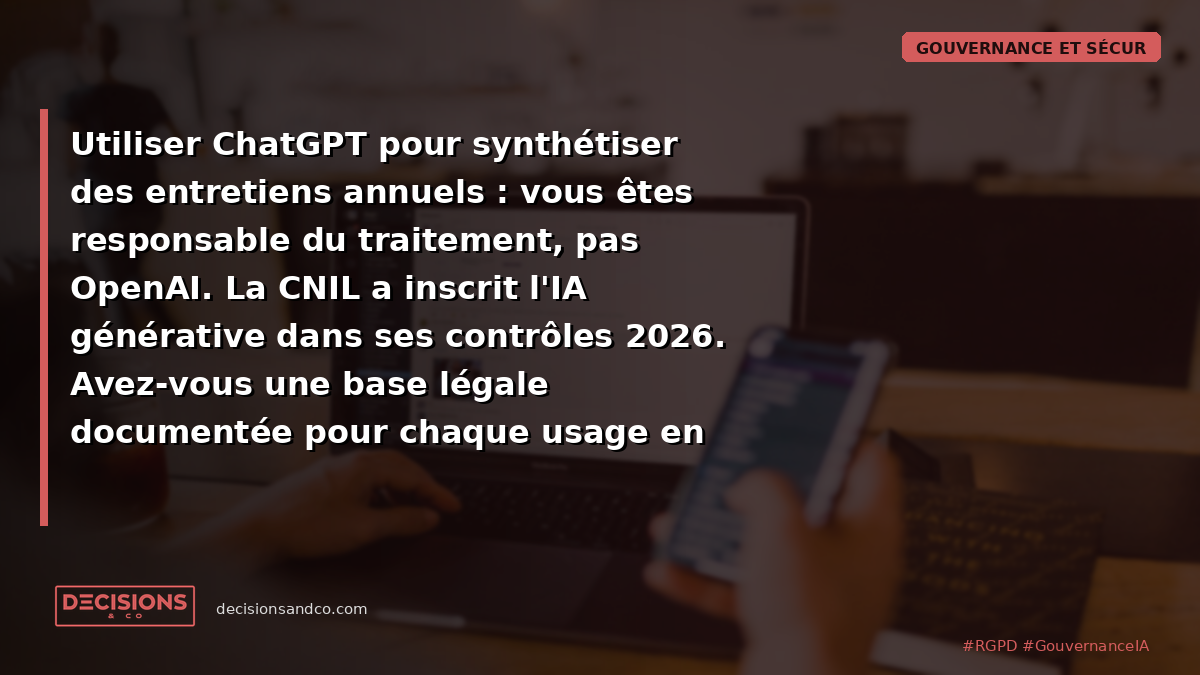 GOUVERNANCE ET SÉCUR
Utiliser ChatGPT pour synthétiser
des entretiens annuels : vous êtes
responsable du traitement, pas
OpenAI. La CNIL a inscrit l'IA
générative dans ses contrôles 2026.
Avez-vous une base légale
documentée pour chaque usage en
DECISIONS
& CO
decisionsandco.com
#RGPD #GouvernanceIA